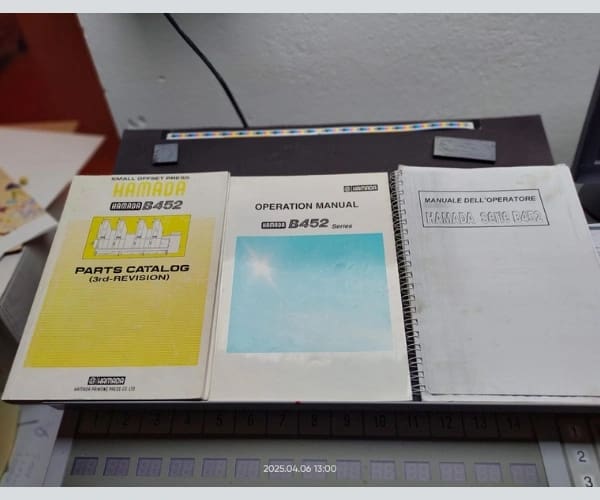 SMALL OFFSET PRESS
HAMADA
HAMADA B452
PARTS CATALOG
(3rd-REVISION)
HAMADA
HAMADA PRINTING PRESS CO. LTD
HAMADA
OPERATION MANUAL
HAMADA B452 Series
MANUALE DELL'OPERATORE
HAMADA SERIE B452
1 2 3 4 5 6 7 8 9 10 11 12 13 14
1
2
3
2025.04.06 13:00